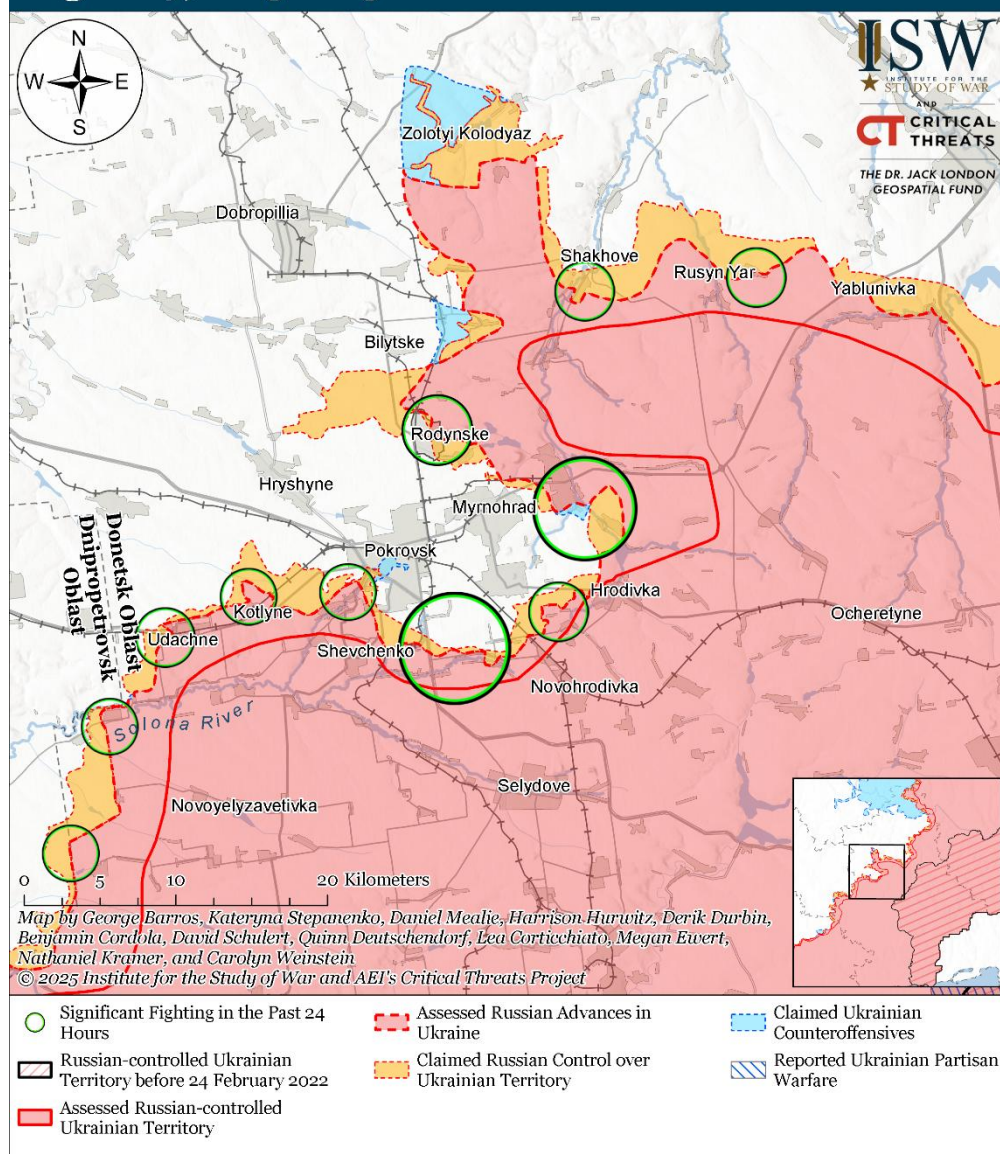 N
W E
S
ISW
INSTITUTE FOR THE
STUDY OF WAR
AND
CT CRITICAL
THREATS
THE DR. JACK LONDON
GEOSPATIAL FUND
Zolotyi Kolodyaz
Dobropillia
Shakhove
Rusyn Yar
Yablunivka
Bilytske
Rodynske
Hryshyne
Myrnohrad
Pokrovsk
Donetsk Oblast
Dnipropetrovsk
Oblast
Kotlyne
Hrodivka
Udachne
Ocheretyne
Shevchenko
Novohrodivka
Solona River
Selydove
Novoyelyzavetivka
0 5 10 20 Kilometers
Map by George Barros, Kateryna Stepanenko, Daniel Mealie, Harrison Hurwitz, Derik Durbin,
Benjamin Cordola, David Schulert, Quinn Deutschendorf, Lea Corticchiato, Megan Ewert,
Nathaniel Kramer, and Carolyn Weinstein
© 2025 Institute for the Study of War and AEI's Critical Threats Project
Significant Fighting in the Past 24
Hours
Russian-controlled Ukrainian
Territory before 24 February 2022
Assessed Russian-controlled
Ukrainian Territory
Assessed Russian Advances in
Ukraine
Claimed Russian Control over
Ukrainian Territory
Claimed Ukrainian
Counteroffensives
Reported Ukrainian Partisan
Warfare